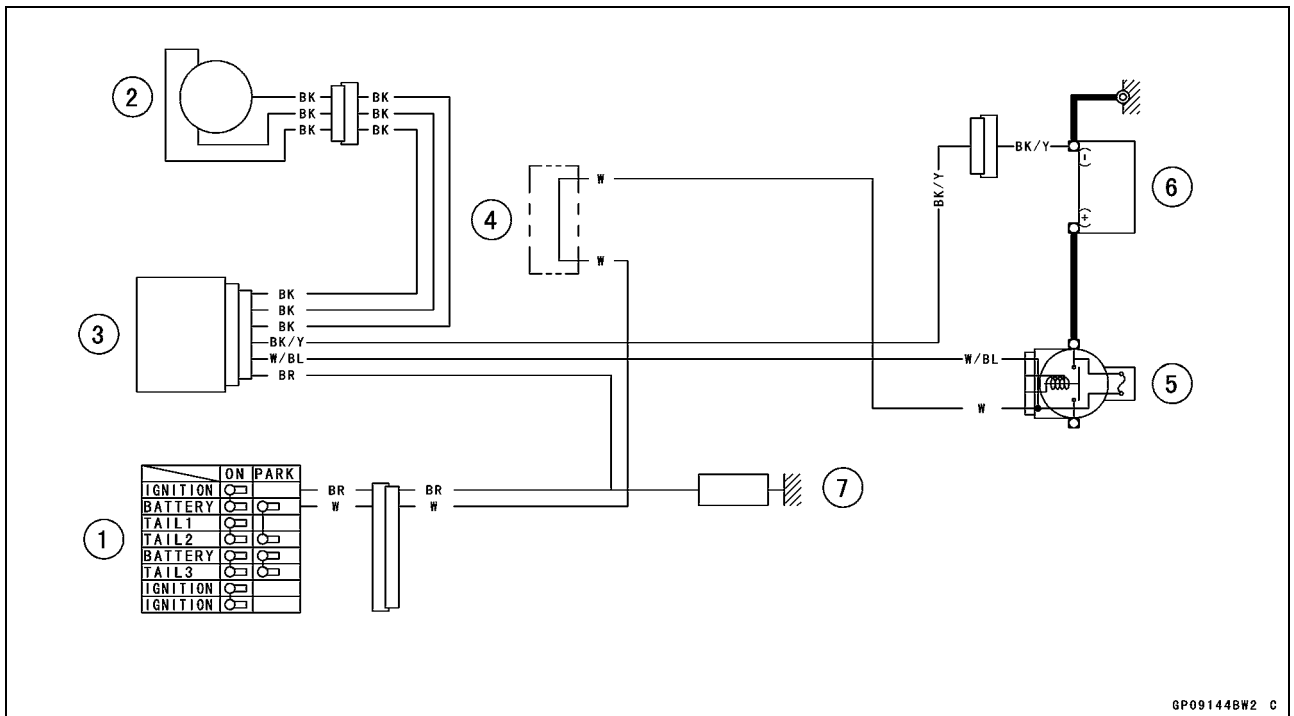 2
BK BK
BK BK
BK BK
BK/Y
(-)
6
BK/Y
4
W
(+)
W
3
BK
BK
BK
BK/Y
W/BL W/BL
BR
5
W
ON PARK
IGNITION BR BR
BATTERY W W
7
TAIL1
1
TAIL2
BATTERY
TAIL3
IGNITION
IGNITION
GP09144BW2 C